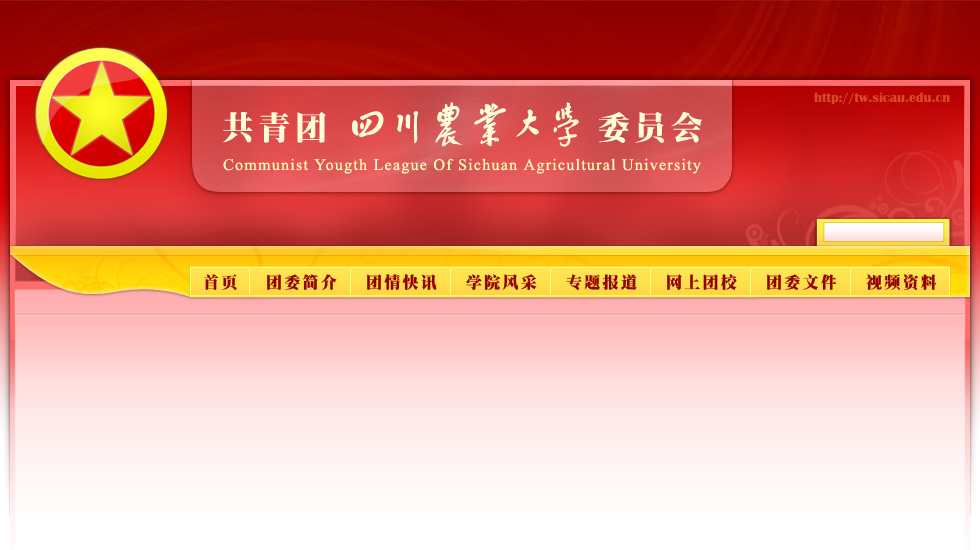 http://tw.sicau.edu.cn
共青团 四川農業大學 委员会
Communist Yougth League Of Sichuan Agricultural University
首页 团委简介 团情快讯 学院风采 专题报道 网上团校 团委文件 视频资料